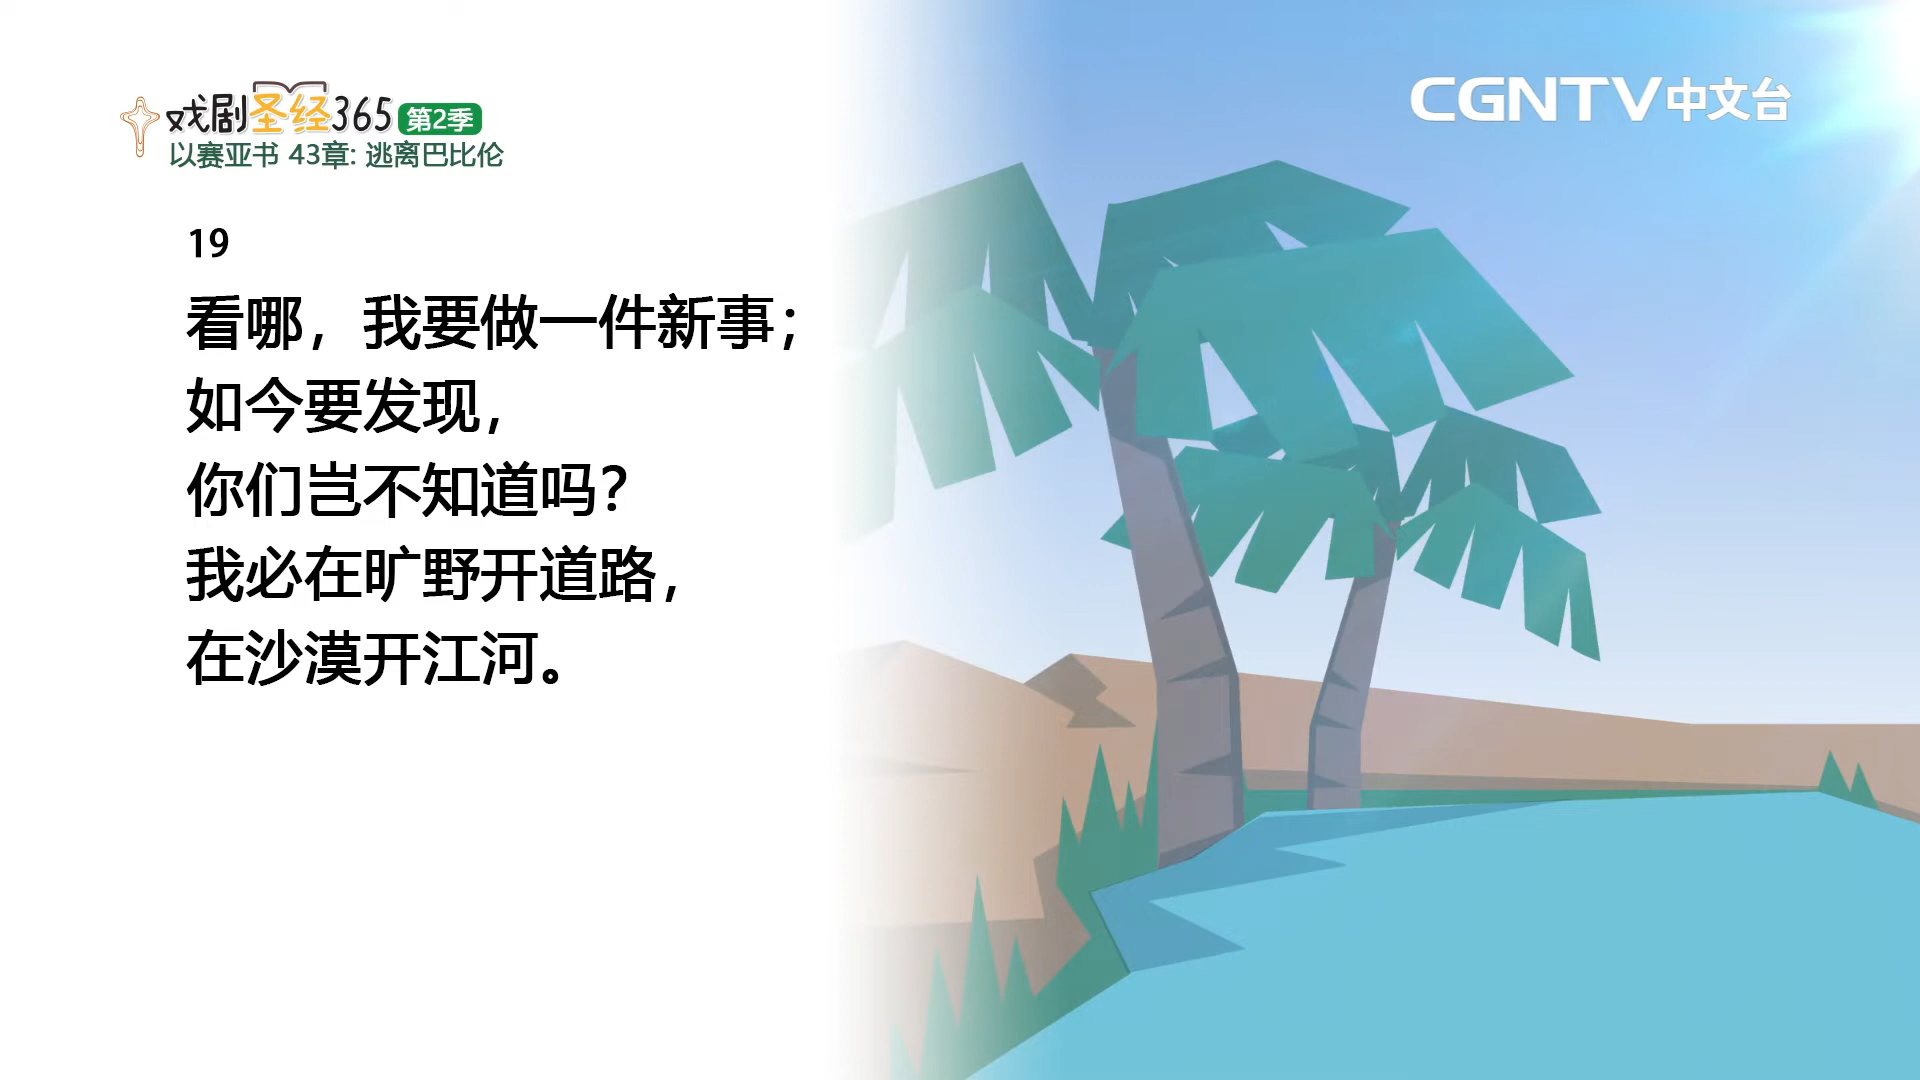 戏剧圣经365 第2季
CGNTV中文台
以赛亚书 43章: 逃离巴比伦
19
看哪，我要做一件新事；
如今要发现，
你们岂不知道吗？
我必在旷野开道路，
在沙漠开江河。